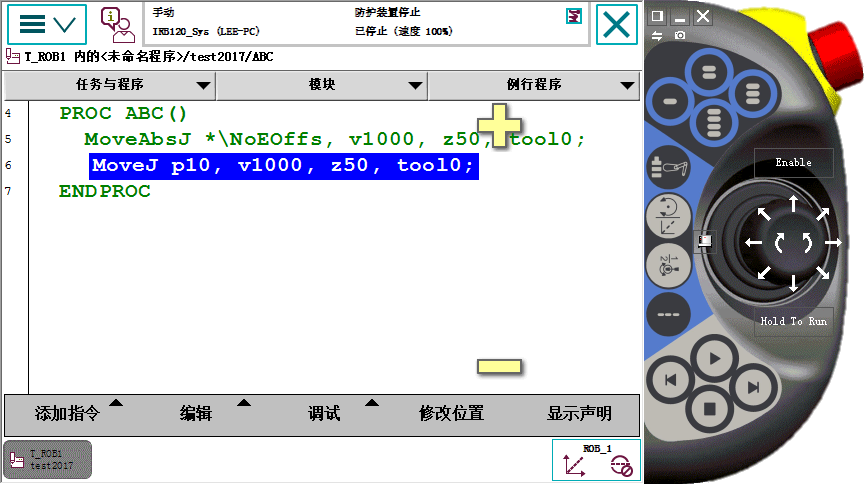 手动
防护装置停止
IRB120_Sys (LEE-PC)
已停止 (速度 100%)
T_ROB1 内的<未命名程序>/test2017/ABC
任务与程序
模块
例行程序
4 PROC ABC()
5 MoveAbsJ *\NoEOffs, v1000, z50, tool0;
6 MoveJ p10, v1000, z50, tool0;
7 ENDPROC
添加指令
编辑
调试
修改位置
显示声明
T_ROB1
test2017
ROB_1
1/2
Enable
Hold To Run